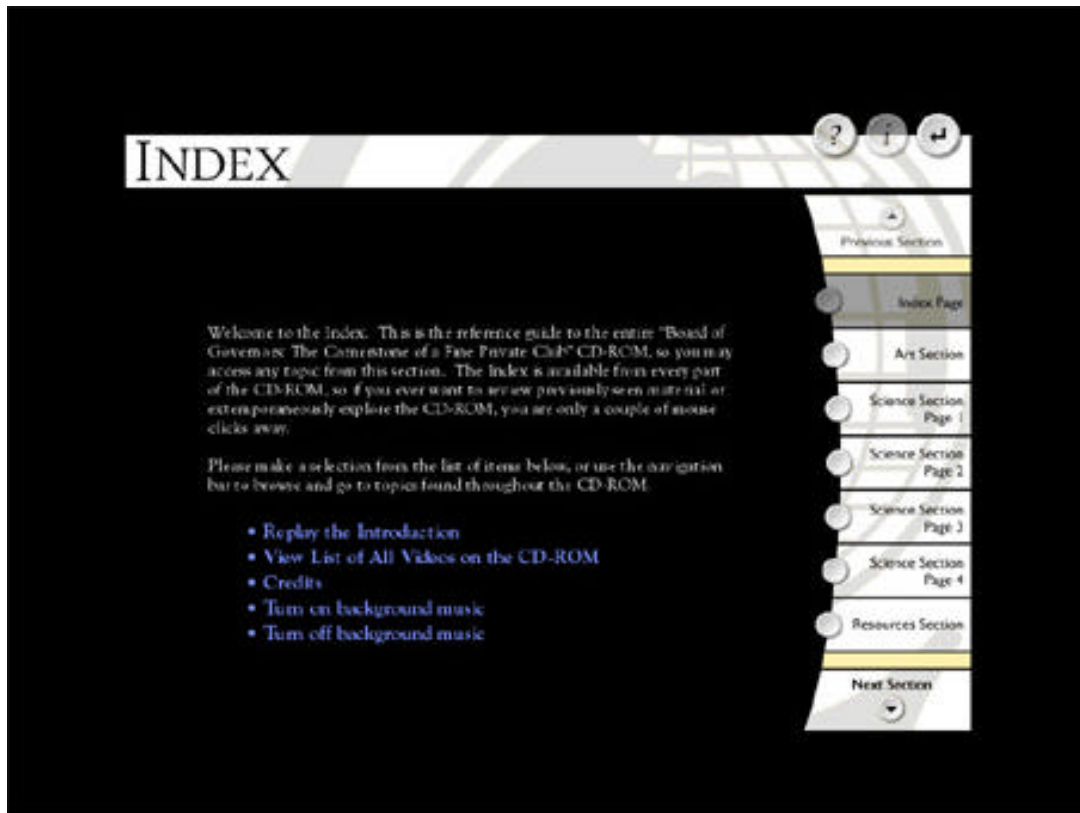 ? i ↵
INDEX
Previous Section
Index Page
Art Section
Science Section
Page 1
Science Section
Page 2
Science Section
Page 3
Science Section
Page 4
Resources Section
Next Section
Welcome to the Index. This is the reference guide to the entire "Board of
Governors: The Cornerstone of a Fine Private Club" CD-ROM, so you may
access any topic from this section. The Index is available from every part
of the CD-ROM, so if you ever want to review previously seen material or
extemporaneously explore the CD-ROM, you are only a couple of mouse
clicks away.
Please make a selection from the list of items below, or use the navigation
bar to browse and go to topics found throughout the CD-ROM.
• Replay the Introduction
• View List of All Videos on the CD-ROM
• Credits
• Turn on background music
• Turn off background music